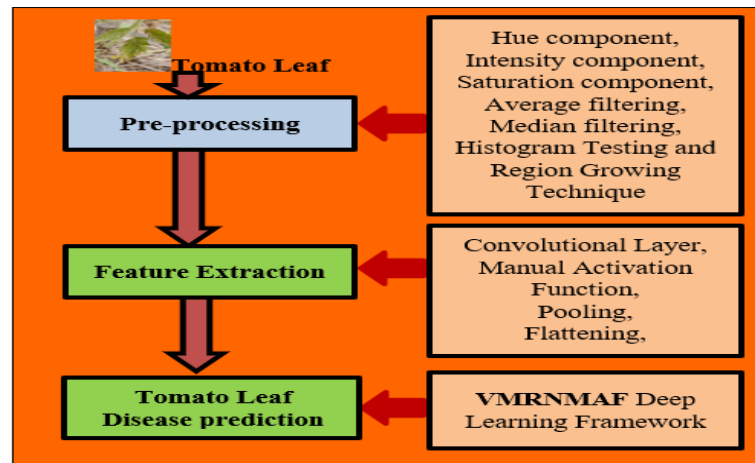 Tomato Leaf
Pre-processing
Hue component,
Intensity component,
Saturation component,
Average filtering,
Median filtering,
Histogram Testing and
Region Growing
Technique
Feature Extraction
Convolutional Layer,
Manual Activation
Function,
Pooling,
Flattening,
Tomato Leaf
Disease prediction
VMRNMAF Deep
Learning Framework